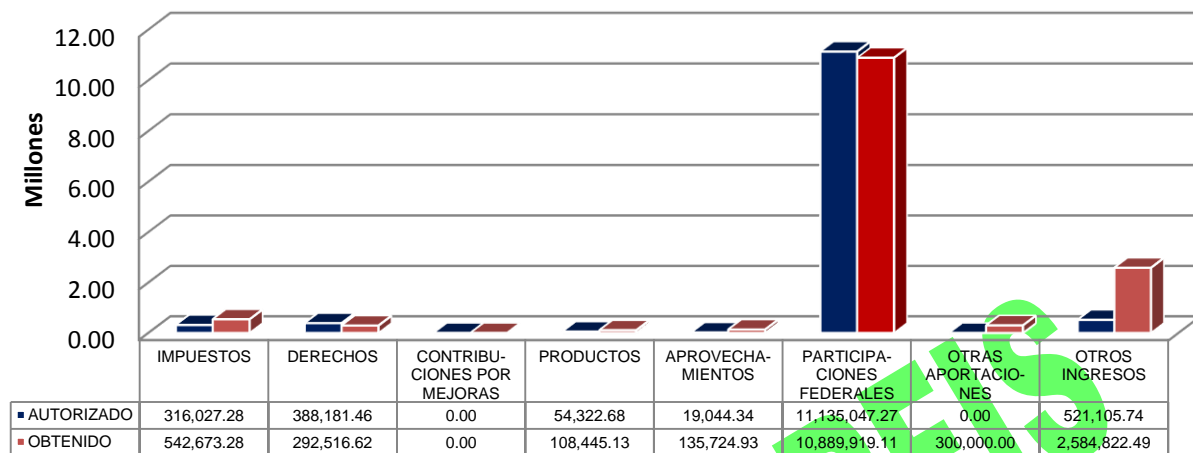 Millones
12.00
10.00
8.00
6.00
4.00
2.00
0.00
IMPUESTOS DERECHOS CONTRIBU- PRODUCTOS APROVECHA- PARTICIPA- OTRAS OTROS
CIONES POR MIENTOS CIONES APORTACIO- INGRESOS
MEJORAS FEDERALES NES
AUTORIZADO 316,027.28 388,181.46 0.00 54,322.68 19,044.34 11,135,047.27 0.00 521,105.74
OBTENIDO 542,673.28 292,516.62 0.00 108,445.13 135,724.93 10,889,919.11 300,000.00 2,584,822.49